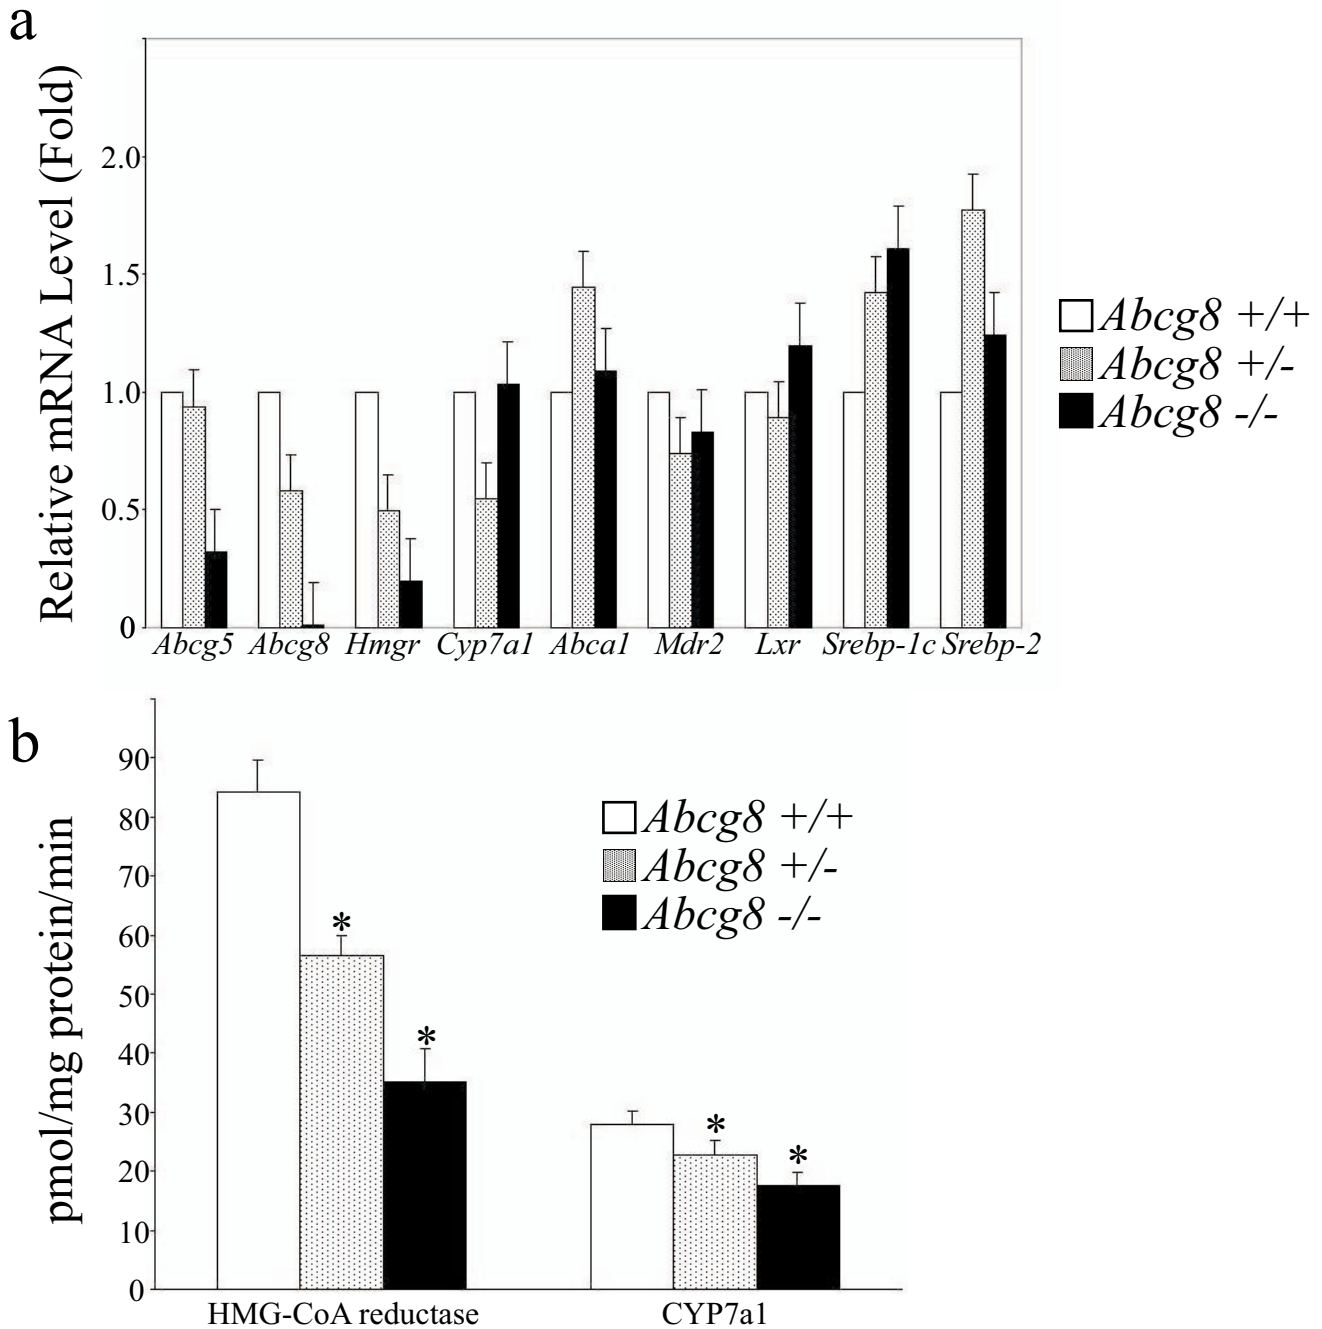 a
Relative mRNA Level (Fold)
2.0
1.5
1.0
0.5
0
Abcg5 Abcg8 Hmgr Cyp7a1 Abca1 Mdr2 Lxr Srebp-1c Srebp-2
Abcg8 +/+
Abcg8 +/-
Abcg8 -/-
b
pmol/mg protein/min
90
80
70
60
50
40
30
20
10
0
*
*
*
*
Abcg8 +/+
Abcg8 +/-
Abcg8 -/-
HMG-CoA reductase CYP7a1